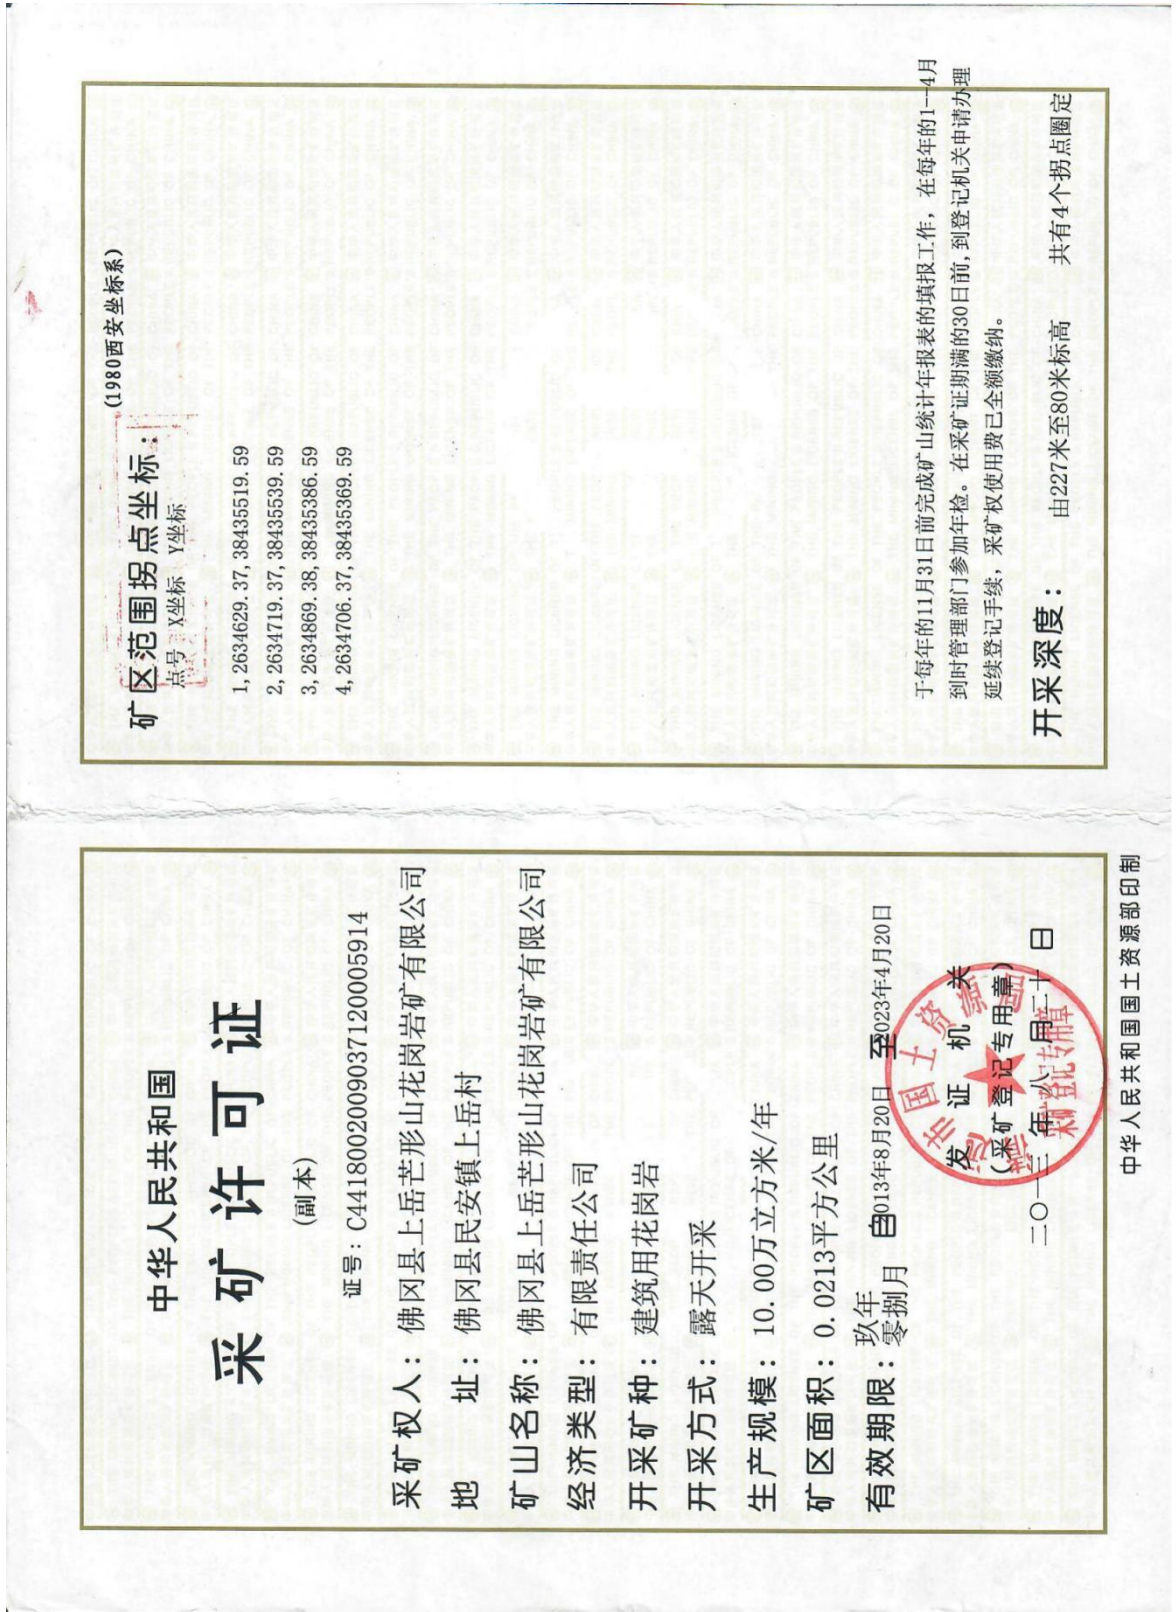 中华人民共和国
采矿许可证
(副本)
证号: C4418002009037120005914
采矿权人: 佛冈县上岳芒形山花岗岩矿有限公司
地 址: 佛冈县民安镇上岳村
矿山名称: 佛冈县上岳芒形山花岗岩矿有限公司
经济类型: 有限责任公司
开采矿种: 建筑用花岗岩
开采方式: 露天开采
生产规模: 10.00万立方米/年
矿区面积: 0.0213平方公里
有效期限: 玖年零捌月 自2013年8月20日 至2023年4月20日
发证机关
(采矿登记专用章)
二〇一三年八月二十日
清远市国土资源局
采矿登记专用章
中华人民共和国国土资源部印制
矿区范围拐点坐标: (1980西安坐标系)
点号 X坐标 Y坐标
1,2634629.37,38435519.59
2,2634719.37,38435539.59
3,2634869.38,38435386.59
4,2634706.37,38435369.59
于每年的11月31日前完成矿山统计年报表的填报工作，在每年的1--4月
到时管理部门参加年检。在采矿证期满的30日前,到登记机关申请办理
延续登记手续，采矿权使用费已全额缴纳。
开采深度: 由227米至80米标高 共有4个拐点圈定